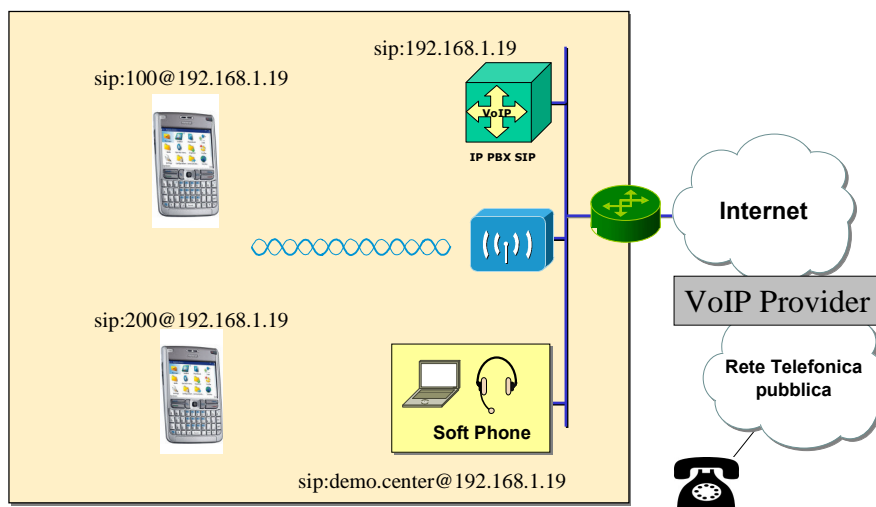 sip:192.168.1.19
sip:100@192.168.1.19
VoIP
IP PBX SIP
Internet
VoIP Provider
sip:200@192.168.1.19
Rete Telefonica
pubblica
Soft Phone
sip:demo.center@192.168.1.19